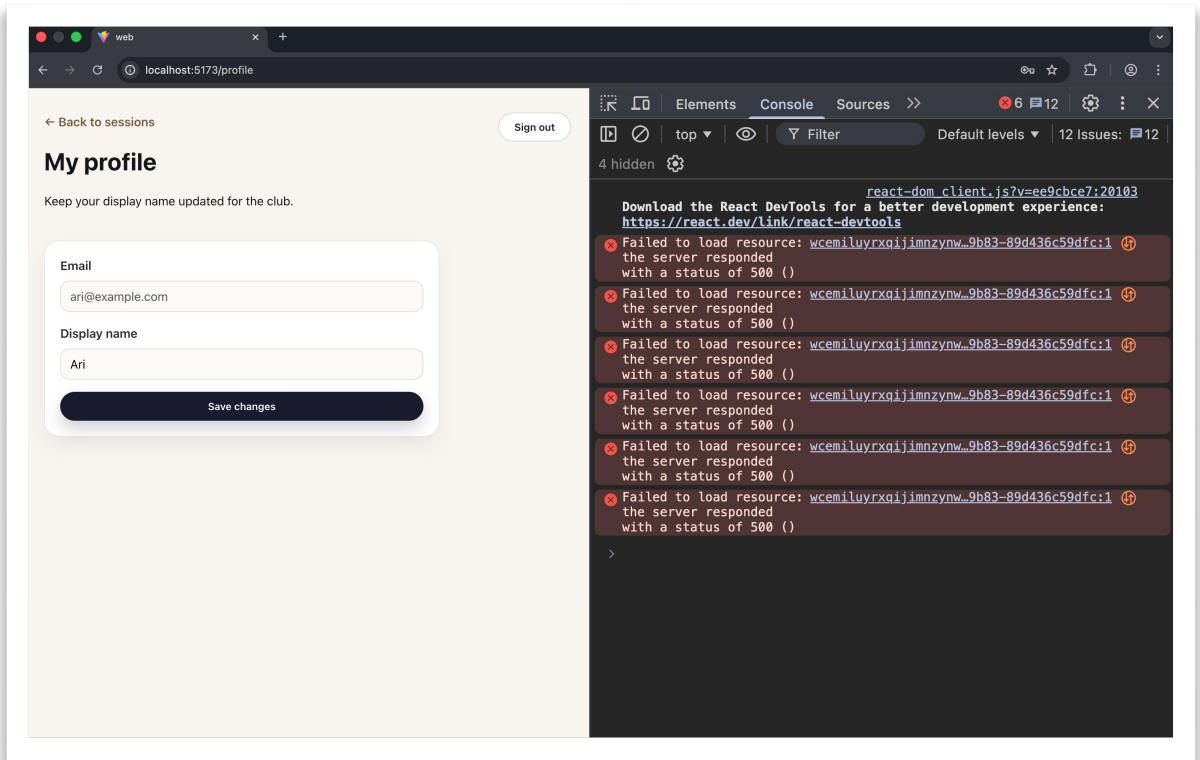 web
localhost:5173/profile
← Back to sessions
Sign out
My profile
Keep your display name updated for the club.
Email
ari@example.com
Display name
Ari
Save changes
Elements Console Sources 6 12
top Filter Default levels 12 Issues: 12
4 hidden
react-dom_client.js?v=ee9cbce7:20103
Download the React DevTools for a better development experience:
https://react.dev/link/react-devtools
Failed to load resource: wcemiluyrxqijimnzynw…9b83-89d436c59dfc:1
the server responded
with a status of 500 ()
Failed to load resource: wcemiluyrxqijimnzynw…9b83-89d436c59dfc:1
the server responded
with a status of 500 ()
Failed to load resource: wcemiluyrxqijimnzynw…9b83-89d436c59dfc:1
the server responded
with a status of 500 ()
Failed to load resource: wcemiluyrxqijimnzynw…9b83-89d436c59dfc:1
the server responded
with a status of 500 ()
Failed to load resource: wcemiluyrxqijimnzynw…9b83-89d436c59dfc:1
the server responded
with a status of 500 ()
Failed to load resource: wcemiluyrxqijimnzynw…9b83-89d436c59dfc:1
the server responded
with a status of 500 ()